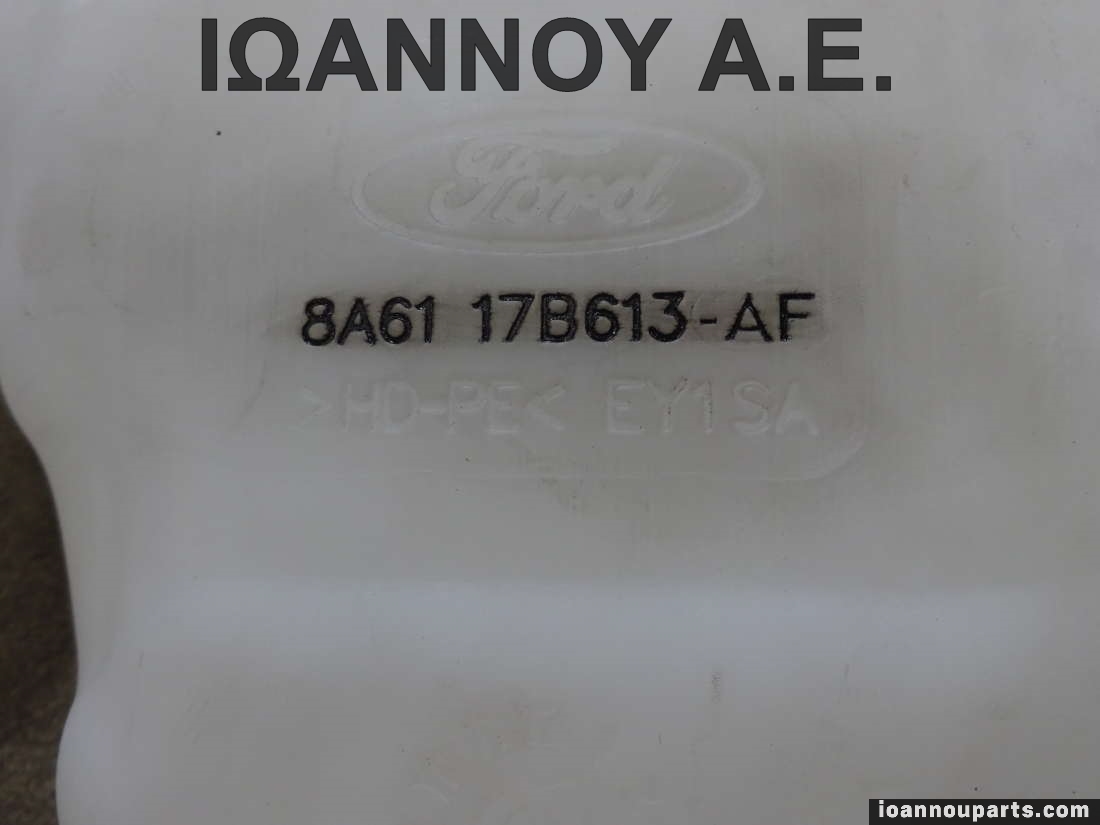 ΙΩΑΝΝΟΥ Α.Ε.
Ford
8A61 17B613-AF
>HD-PE< EY1SA
ioannouparts.com